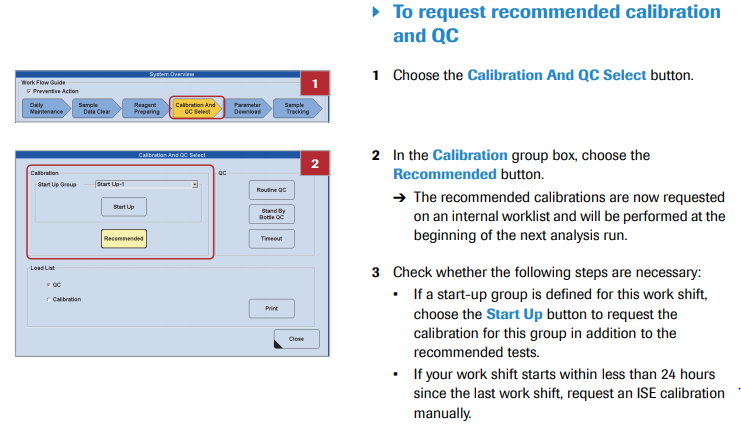 To request recommended calibration
and QC
1 Choose the Calibration And QC Select button.
System Overview
1
Work Flow Guide
Preventive Action
Daily
Maintenance
Sample
Data Clear
Reagent
Preparing
Calibration And
QC Select
Parameter
Download
Sample
Tracking
2 In the Calibration group box, choose the
Recommended button.
→ The recommended calibrations are now requested
on an internal worklist and will be performed at the
beginning of the next analysis run.
Calibration And QC Select
2
Calibration
Start Up Group
Start Up-1
Start Up
Recommended
QC
Routine QC
Stand By
Bottle QC
Timeout
Load List
QC
Calibration
Print
Close
3 Check whether the following steps are necessary:
▪ If a start-up group is defined for this work shift,
choose the Start Up button to request the
calibration for this group in addition to the
recommended tests.
▪ If your work shift starts within less than 24 hours
since the last work shift, request an ISE calibration
manually.